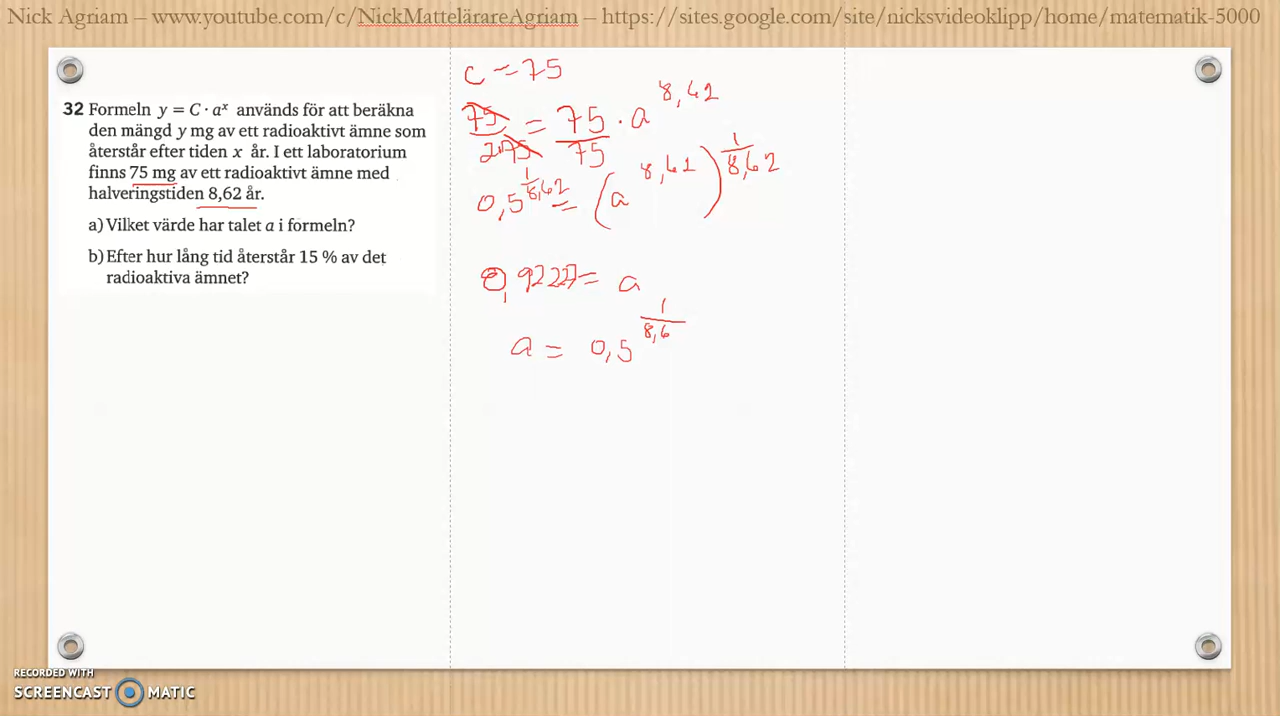 Nick Agriam – www.youtube.com/c/NickMattelärareAgriam – https://sites.google.com/site/nicksvideoklipp/home/matematik-5000
32 Formeln y = C · a^x används för att beräkna
den mängd y mg av ett radioaktivt ämne som
återstår efter tiden x år. I ett laboratorium
finns 75 mg av ett radioaktivt ämne med
halveringstiden 8,62 år.
a) Vilket värde har talet a i formeln?
b) Efter hur lång tid återstår 15 % av det
radioaktiva ämnet?
C = 75
75/2·75 = 75/75 · a^8,62
0,5^1/8,62 = (a^8,62)^1/8,62
0,9227 = a
a = 0,5^1/8,6
RECORDED WITH
SCREENCAST MATIC